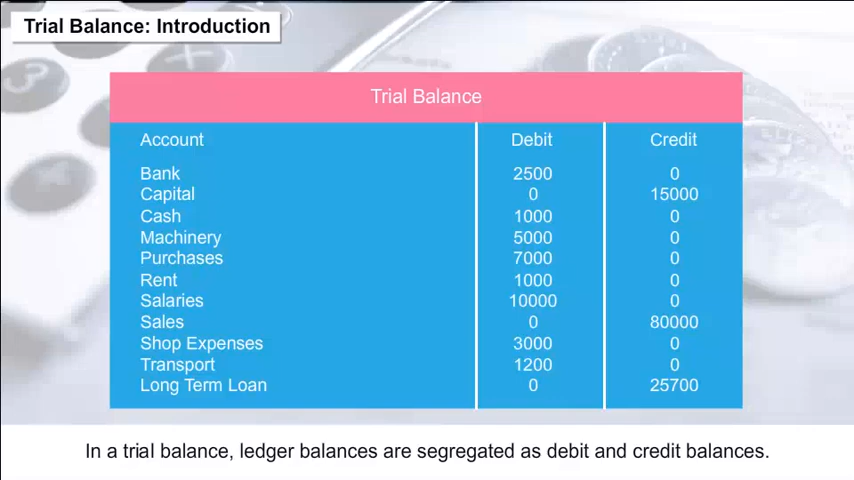 Trial Balance: Introduction
Trial Balance
Account Debit Credit
Bank 2500 0
Capital 0 15000
Cash 1000 0
Machinery 5000 0
Purchases 7000 0
Rent 1000 0
Salaries 10000 0
Sales 0 80000
Shop Expenses 3000 0
Transport 1200 0
Long Term Loan 0 25700
In a trial balance, ledger balances are segregated as debit and credit balances.